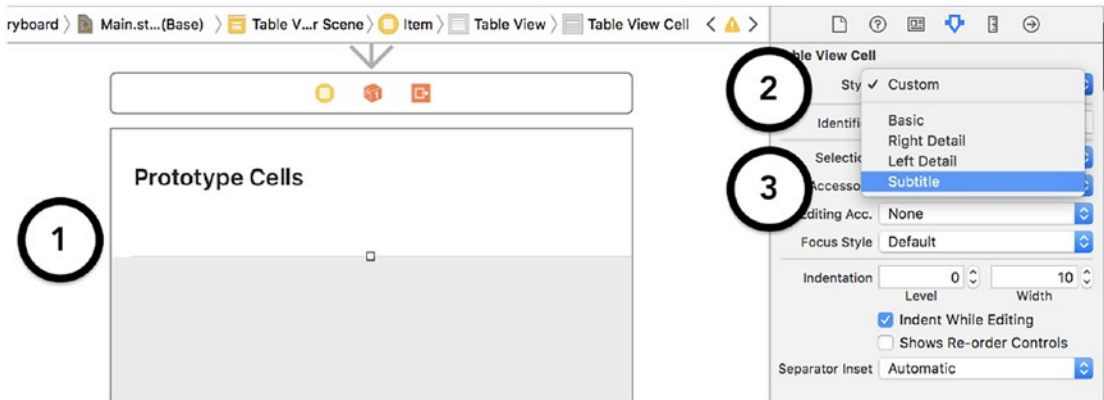 ryboard 〉 Main.st...(Base) 〉 Table V...r Scene 〉 Item 〉 Table View 〉 Table View Cell < >
Prototype Cells
1
2
3
ble View Cell
Sty ✓ Custom
Basic
Right Detail
Left Detail
Subtitle
Identifi
Selectio
Accesso
diting Acc. None
Focus Style Default
Indentation 0 10
Level Width
Indent While Editing
Shows Re-order Controls
Separator Inset Automatic